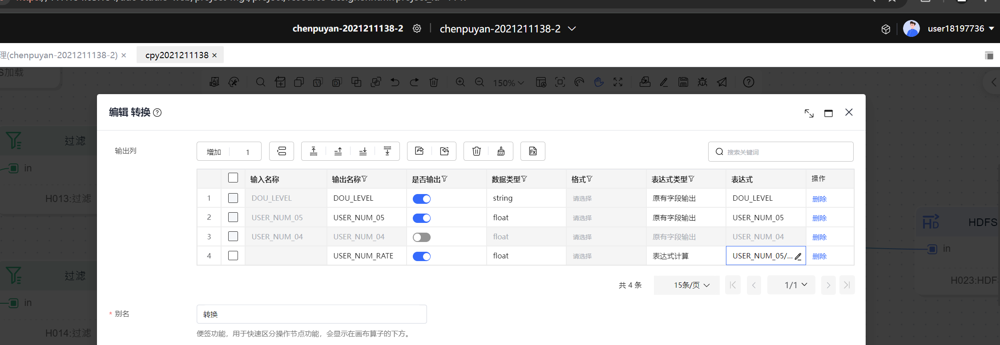 chenpuyan-2021211138-2 chenpuyan-2021211138-2 user18197736
理(chenpuyan-2021211138-2) × cpy2021211138 ×
S加载
150%
编辑 转换
过滤
in
H013:过滤
过滤
in
H014:过滤
输出列
增加 1
搜索关键词
输入名称 输出名称 是否输出 数据类型 格式 表达式类型 表达式 操作
1 DOU_LEVEL DOU_LEVEL string 请选择 原有字段输出 DOU_LEVEL 删除
2 USER_NUM_05 USER_NUM_05 float 请选择 原有字段输出 USER_NUM_05 删除
3 USER_NUM_04 USER_NUM_04 float 请选择 原有字段输出 USER_NUM_04 删除
4 USER_NUM_RATE float 请选择 表达式计算 USER_NUM_05/... 删除
共 4 条 15条/页 1/1
* 别名 转换
便签功能，用于快速区分操作节点功能，会显示在画布算子的下方。
HD HDFS
in
H023:HDF